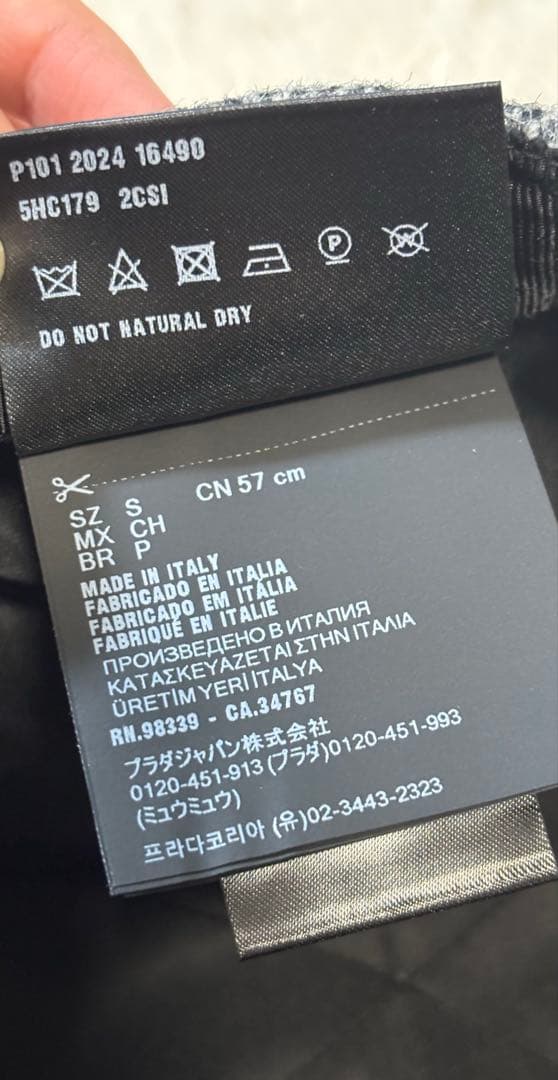 P101 2024 16490
5HC179 2CSI
DO NOT NATURAL DRY
SZ S CN 57 cm
MX CH
BR P
MADE IN ITALY
FABRICADO EN ITALIA
FABRICADO EM ITÁLIA
FABRIQUÉ EN ITALIE
ПРОИЗВЕДЕНО В ИТАЛИЯ
ΚΑΤΑΣΚΕΥΑΖΕΤΑΙ ΣΤΗΝ ΙΤΑΛΙΑ
ÜRETİM YERİ İTALYA
RN.98339 - CA.34767
プラダジャパン株式会社
0120-451-913 (プラダ)0120-451-993
(ミュウミュウ)
프라다코리아 (유)02-3443-2323